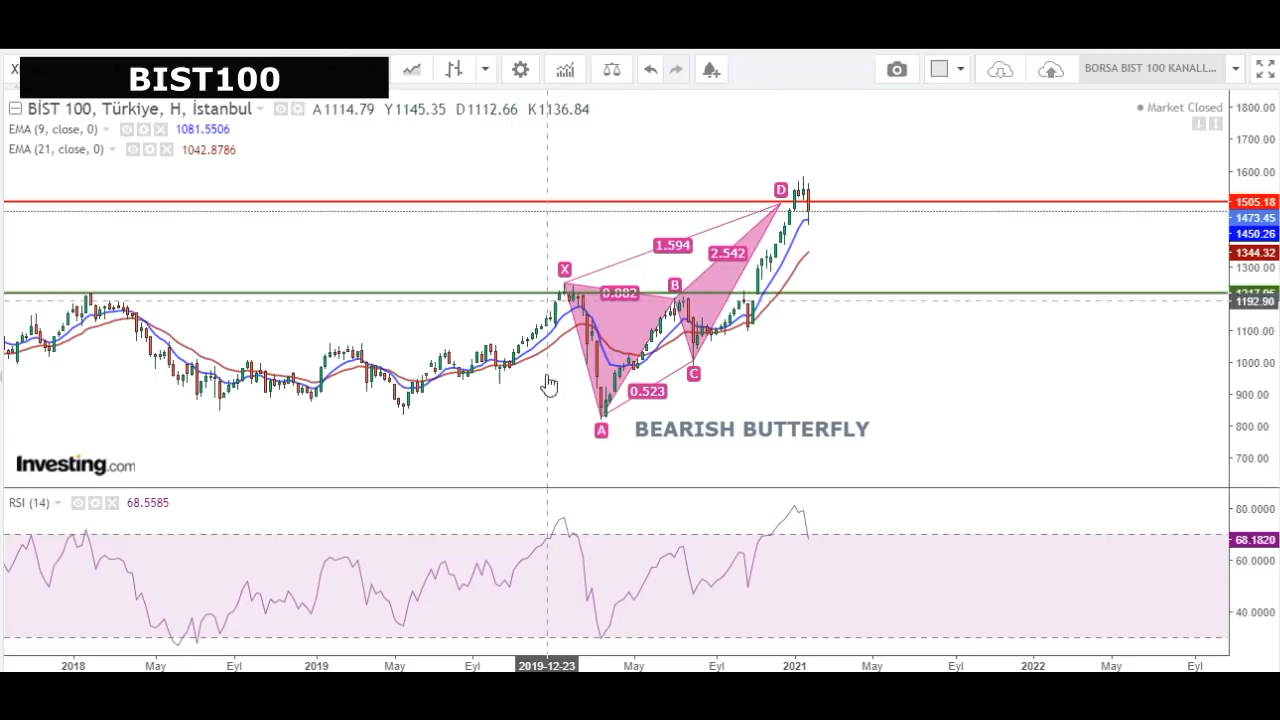 BIST100
BORSA BIST 100 KANALL...
BİST 100, Türkiye, H, İstanbul A1114.79 Y1145.35 D1112.66 K1136.84
Market Closed
EMA (9, close, 0) 1081.5506
EMA (21, close, 0) 1042.8786
1800.00
1700.00
1600.00
1505.18
1473.45
1450.26
1344.32
1300.00
1192.90
1100.00
1000.00
900.00
800.00
700.00
D
1.594
2.542
X
B
0.882
C
0.523
A
BEARISH BUTTERFLY
Investing.com
RSI (14) 68.5585
80.0000
68.1820
60.0000
40.0000
2018 May Eyl 2019 May Eyl 2019-12-23 May Eyl 2021 May Eyl 2022 May Eyl